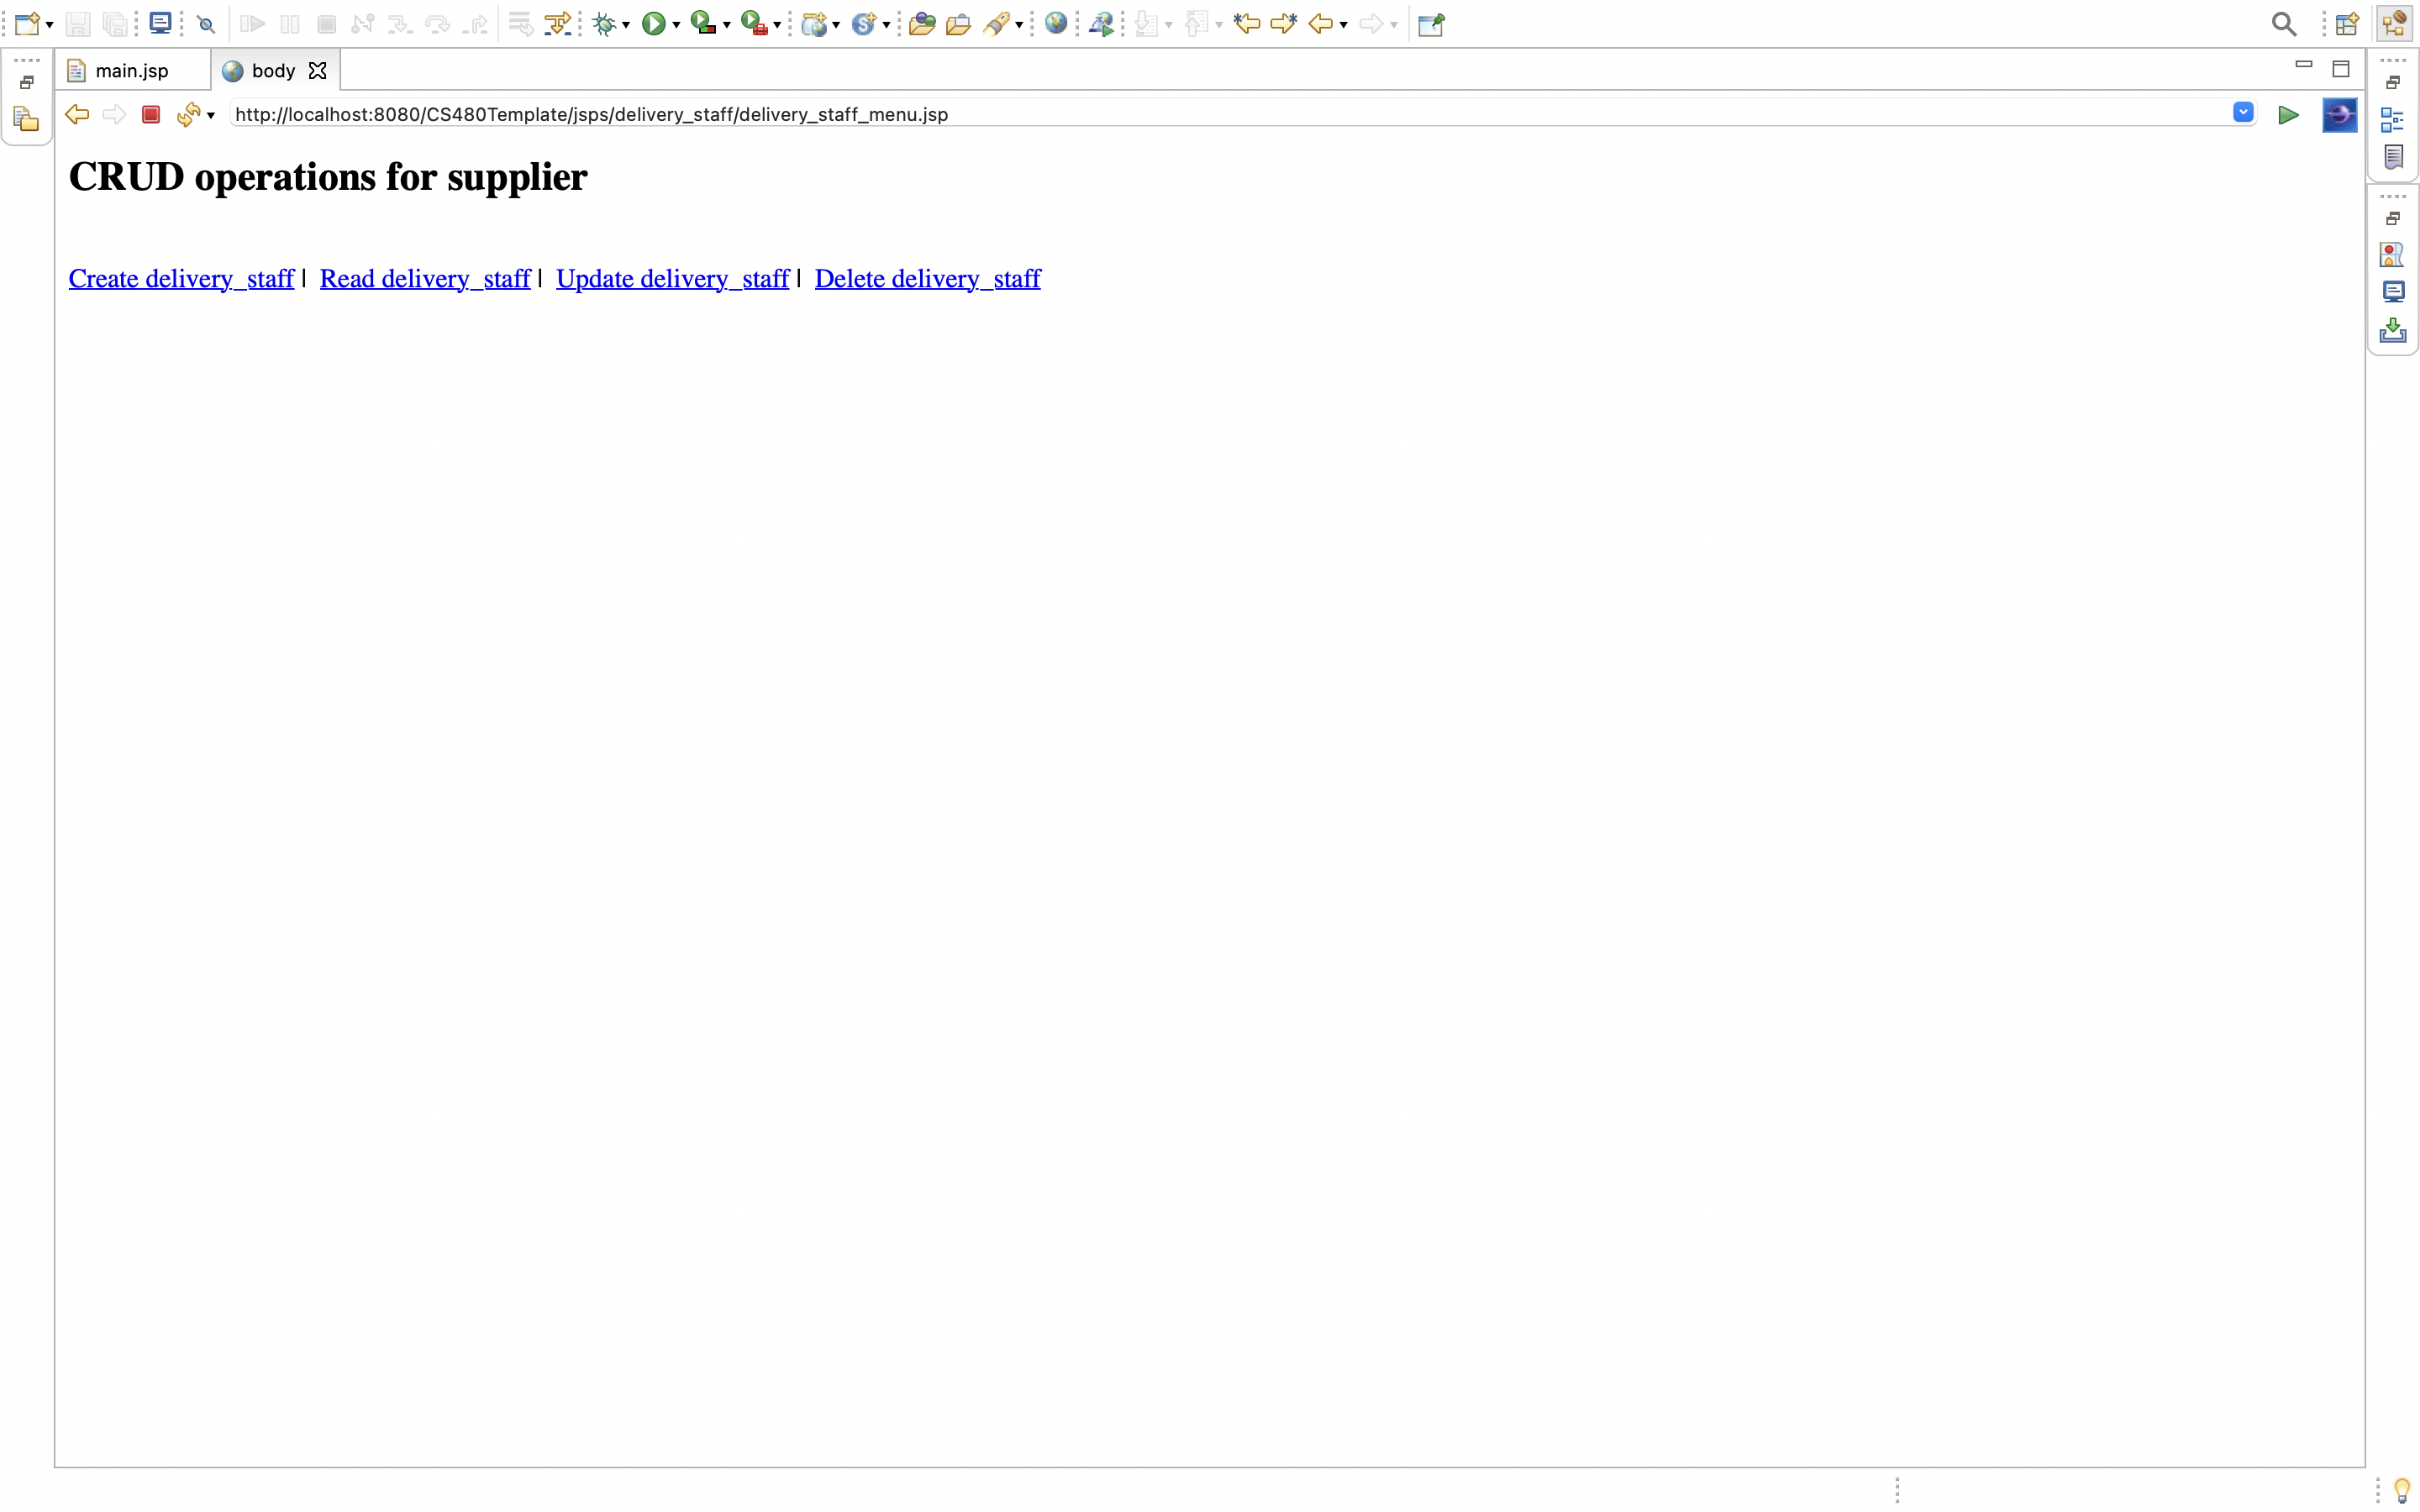 main.jsp body
http://localhost:8080/CS480Template/jsps/delivery_staff/delivery_staff_menu.jsp
CRUD operations for supplier
Create delivery_staff | Read delivery_staff | Update delivery_staff | Delete delivery_staff